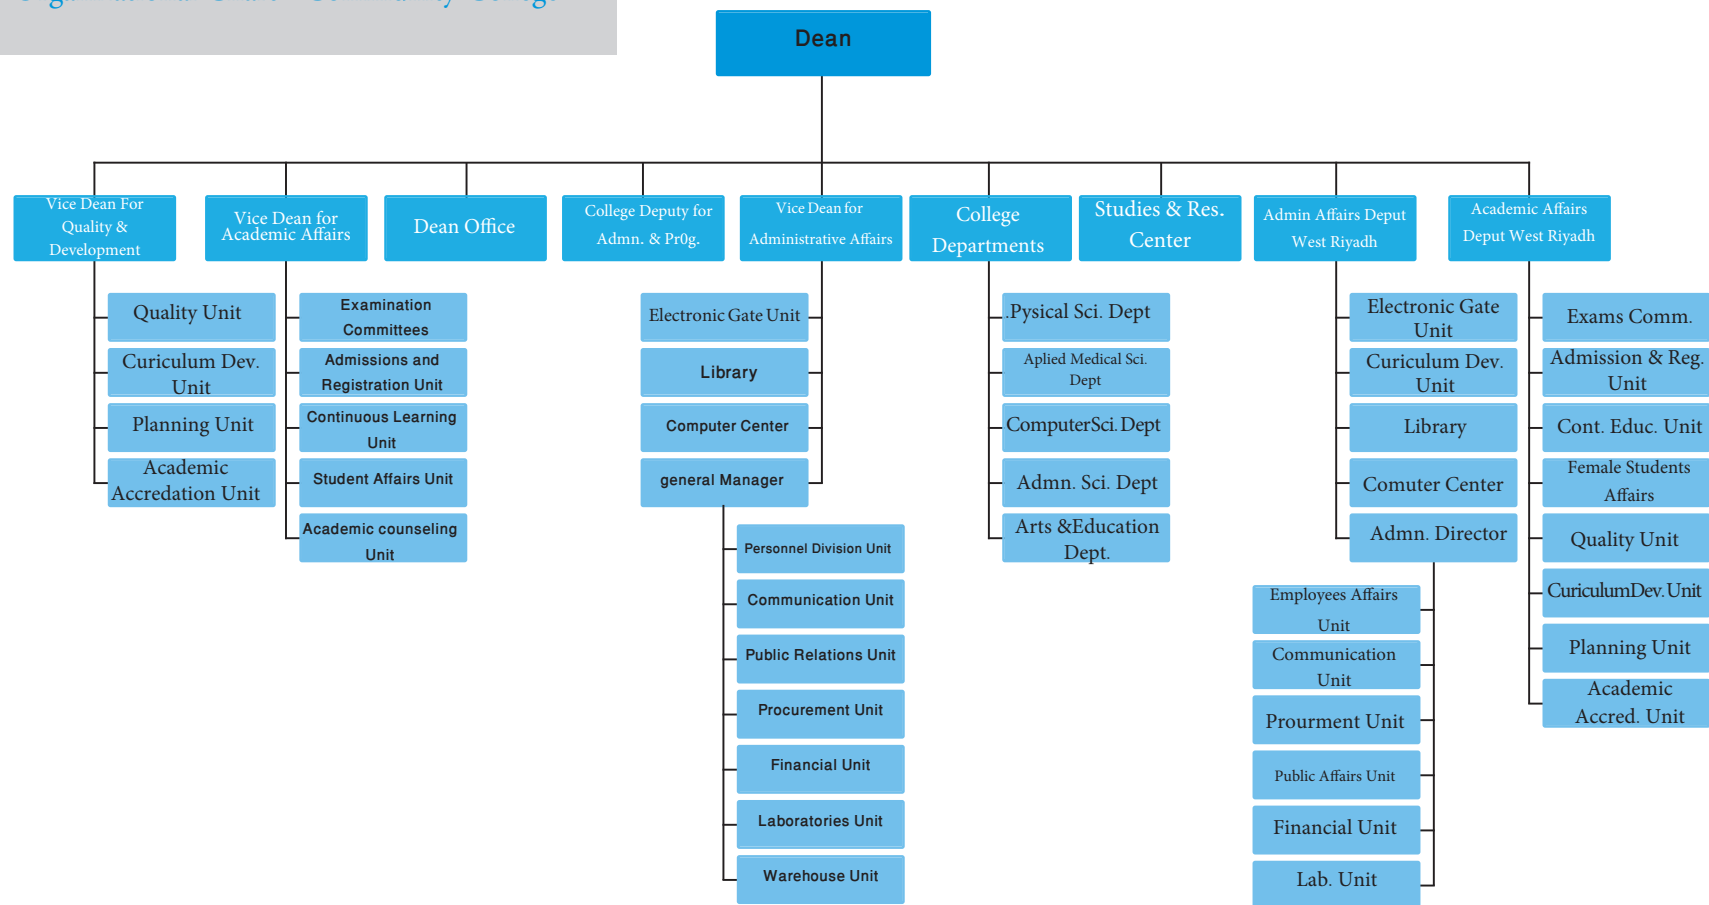 Dean
Vice Dean For
Quality &
Development
Vice Dean for
Academic Affairs
Dean Office
College Deputy for
Admn. & Pr0g.
Vice Dean for
Administrative Affairs
College
Departments
Studies & Res.
Center
Admin Affairs Deput
West Riyadh
Academic Affairs
Deput West Riyadh
Quality Unit
Curiculum Dev.
Unit
Planning Unit
Academic
Accredation Unit
Examination
Committees
Admissions and
Registration Unit
Continuous Learning
Unit
Student Affairs Unit
Academic counseling
Unit
Electronic Gate Unit
Library
Computer Center
general Manager
Personnel Division Unit
Communication Unit
Public Relations Unit
Procurement Unit
Financial Unit
Laboratories Unit
Warehouse Unit
.Pysical Sci. Dept
Aplied Medical Sci.
Dept
ComputerSci. Dept
Admn. Sci. Dept
Arts &Education
Dept.
Electronic Gate
Unit
Curiculum Dev.
Unit
Library
Comuter Center
Admn. Director
Employees Affairs
Unit
Communication
Unit
Prourment Unit
Public Affairs Unit
Financial Unit
Lab. Unit
Exams Comm.
Admission & Reg.
Unit
Cont. Educ. Unit
Female Students
Affairs
Quality Unit
CuriculumDev. Unit
Planning Unit
Academic
Accred. Unit